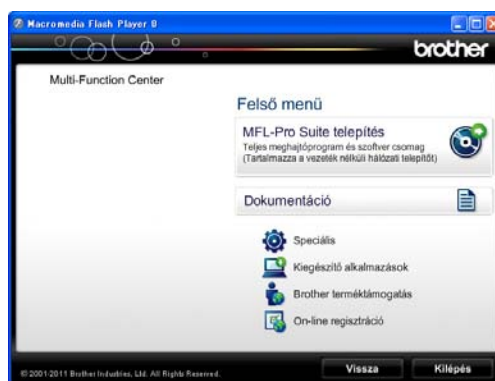 Macromedia Flash Player 8
brother
Multi-Function Center
Felső menü
MFL-Pro Suite telepítés
Teljes meghajtóprogram és szoftver csomag
(Tartalmazza a vezeték nélküli hálózati telepítőt)
Dokumentáció
Speciális
Kiegészítő alkalmazások
Brother terméktámogatás
On-line regisztráció
© 2001-2011 Brother Industries, Ltd. All Rights Reserved.
Vissza
Kilépés